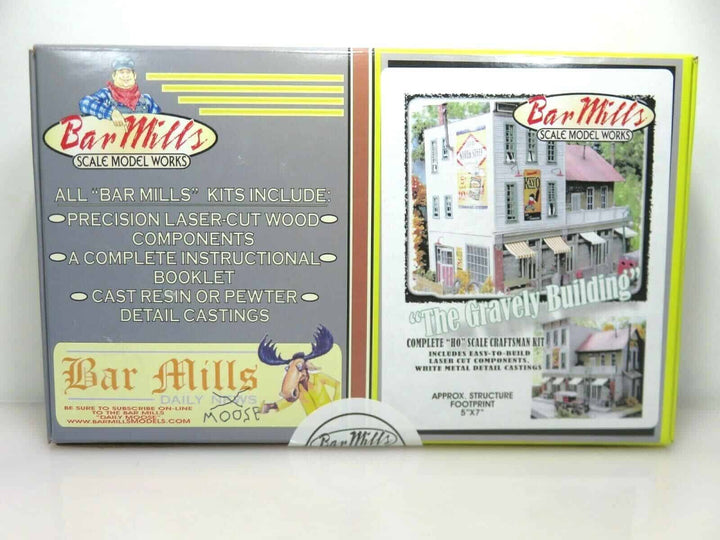 Bar Mills
SCALE MODEL WORKS
ALL "BAR MILLS" KITS INCLUDE:
PRECISION LASER-CUT WOOD
COMPONENTS
A COMPLETE INSTRUCTIONAL
BOOKLET
CAST RESIN OR PEWTER
DETAIL CASTINGS
Bar Mills
DAILY NEWS
MOOSE
BE SURE TO SUBSCRIBE ON-LINE
TO THE BAR MILLS
"DAILY MOOSE"
WWW.BARMILLSMODELS.COM
Bar Mills
SCALE MODEL WORKS
KAYO
"The Gravely Building"
COMPLETE "HO" SCALE CRAFTSMAN KIT
INCLUDES EASY-TO-BUILD
LASER CUT COMPONENTS,
WHITE METAL DETAIL CASTINGS
APPROX. STRUCTURE
FOOTPRINT
5"X7"
Bar Mills